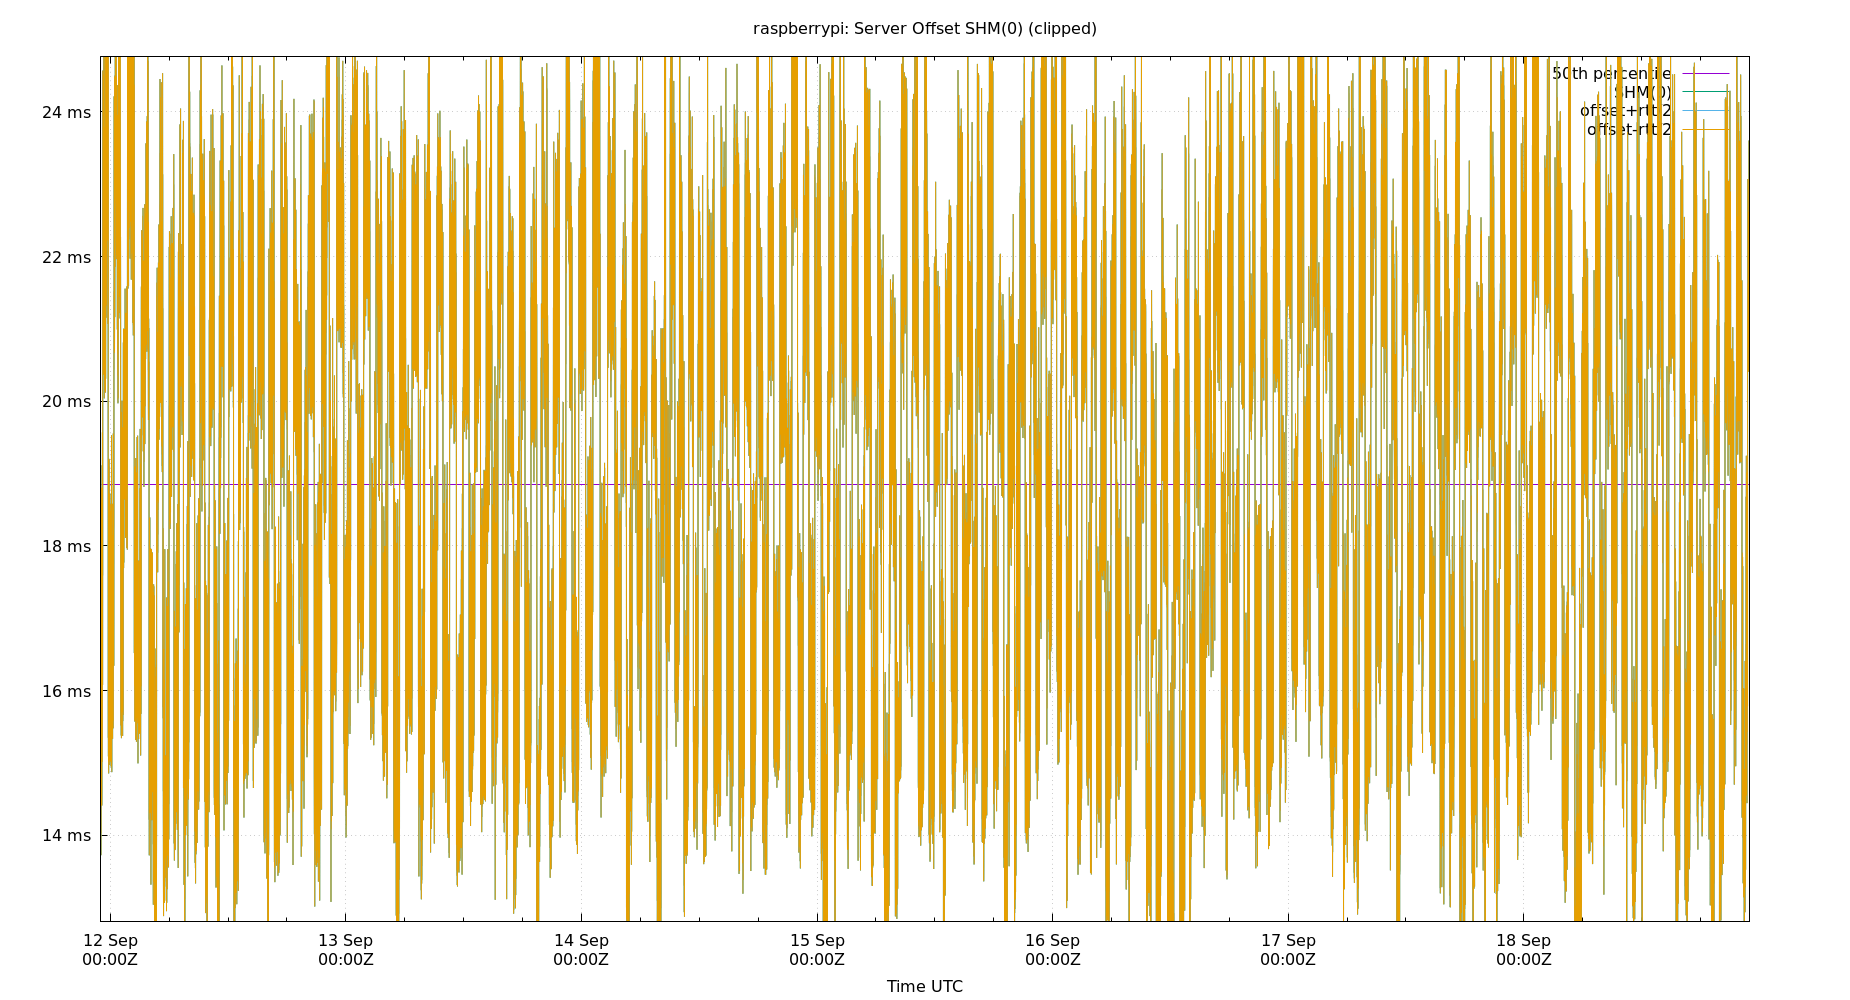 raspberrypi: Server Offset SHM(0) (clipped)
24 ms
22 ms
20 ms
18 ms
16 ms
14 ms
50th percentile
SHM(0)
offset+rtt/2
offset-rtt/2
12 Sep
00:00Z
13 Sep
00:00Z
14 Sep
00:00Z
15 Sep
00:00Z
16 Sep
00:00Z
17 Sep
00:00Z
18 Sep
00:00Z
Time UTC